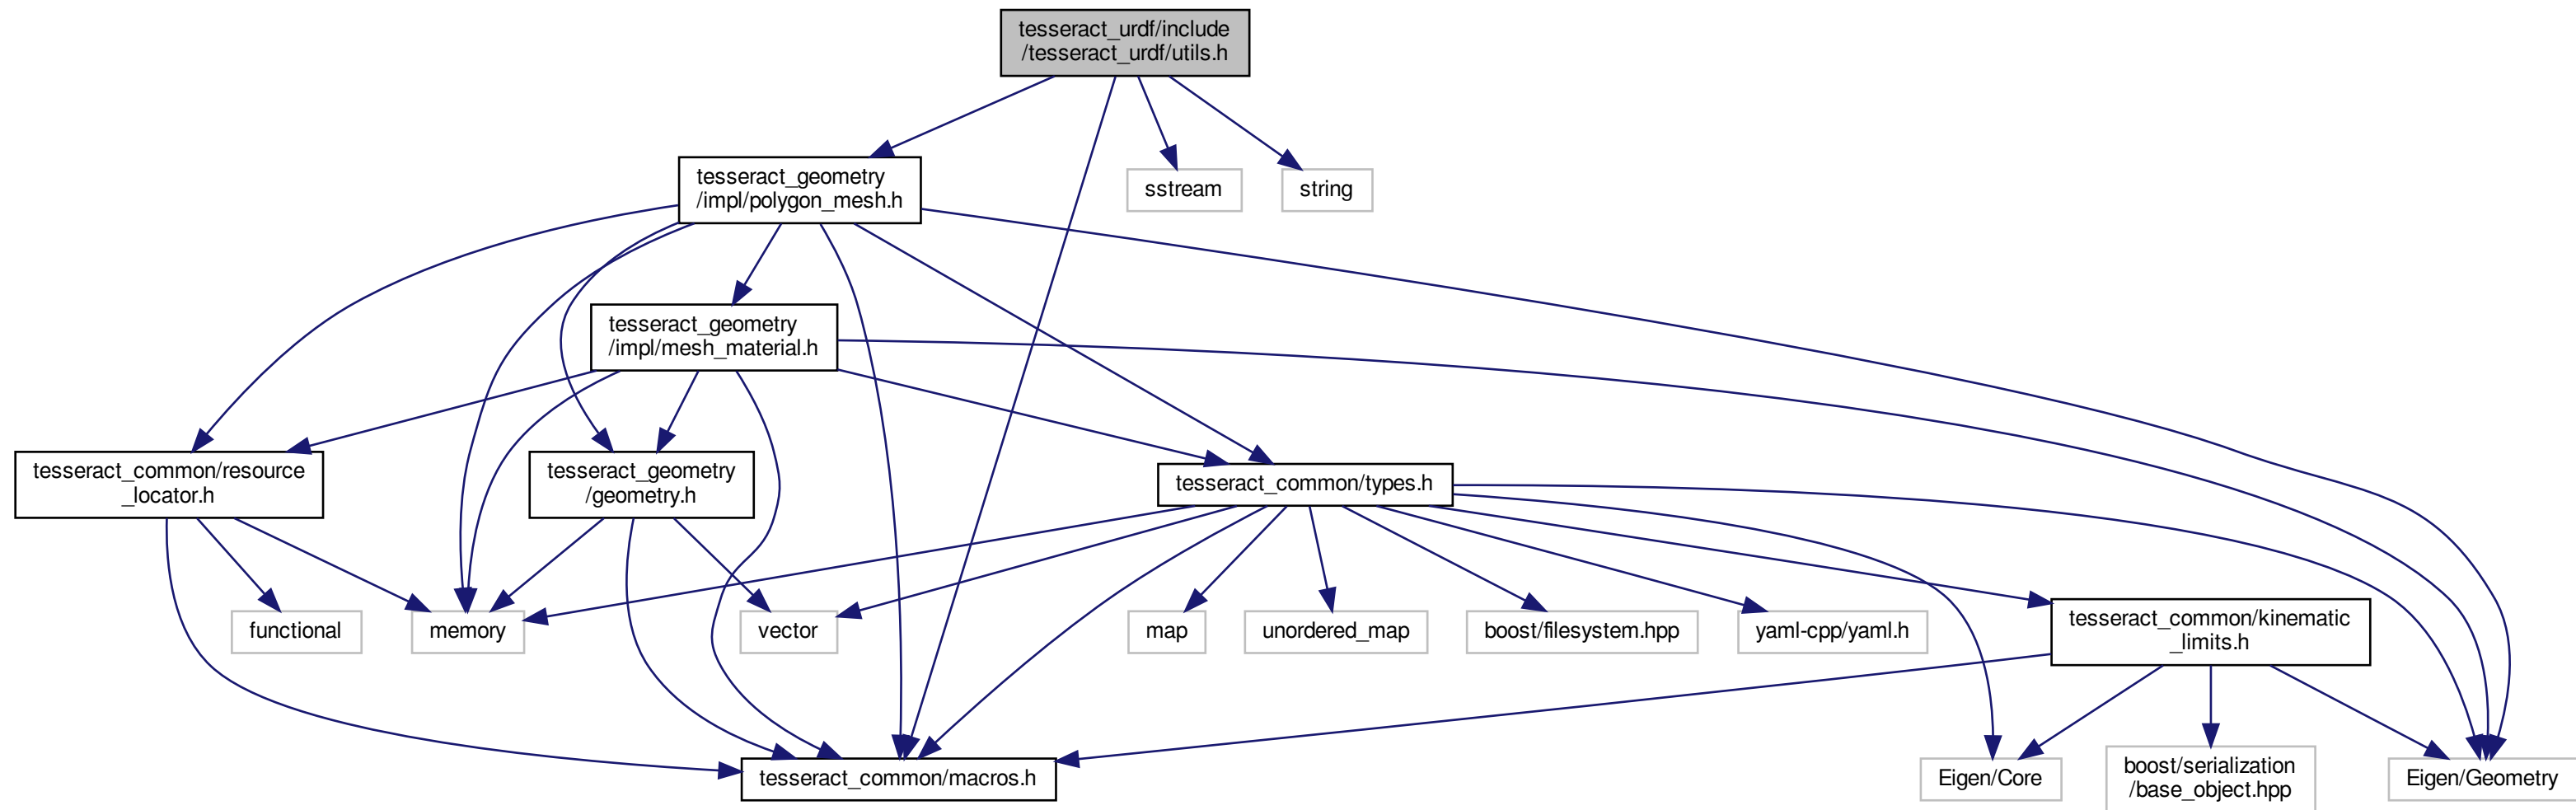 tesseract_urdf/include
/tesseract_urdf/utils.h
tesseract_geometry
/impl/polygon_mesh.h
sstream
string
tesseract_geometry
/impl/mesh_material.h
tesseract_common/resource
_locator.h
tesseract_geometry
/geometry.h
tesseract_common/types.h
functional
memory
vector
map
unordered_map
boost/filesystem.hpp
yaml-cpp/yaml.h
tesseract_common/kinematic
_limits.h
tesseract_common/macros.h
Eigen/Core
boost/serialization
/base_object.hpp
Eigen/Geometry